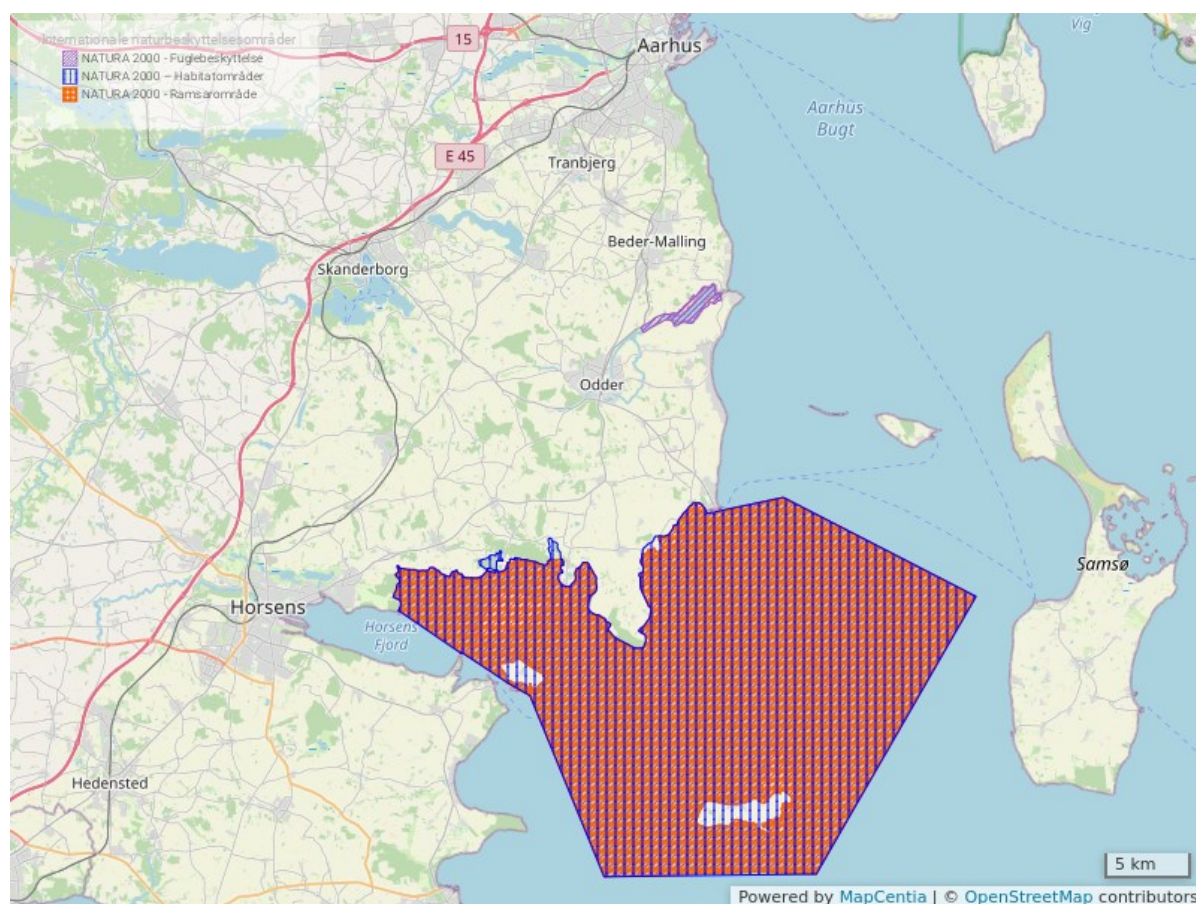 Internationale naturbeskyttelsesområder
NATURA 2000 - Fuglebeskyttelse
NATURA 2000 – Habitatområder
NATURA 2000 - Ramsarområde
15
Aarhus
Vig
Aarhus
Bugt
E 45
Tranbjerg
Beder-Malling
Skanderborg
Odder
Samsø
Horsens
Horsens
Fjord
Hedensted
5 km
Powered by MapCentia | © OpenStreetMap contributors